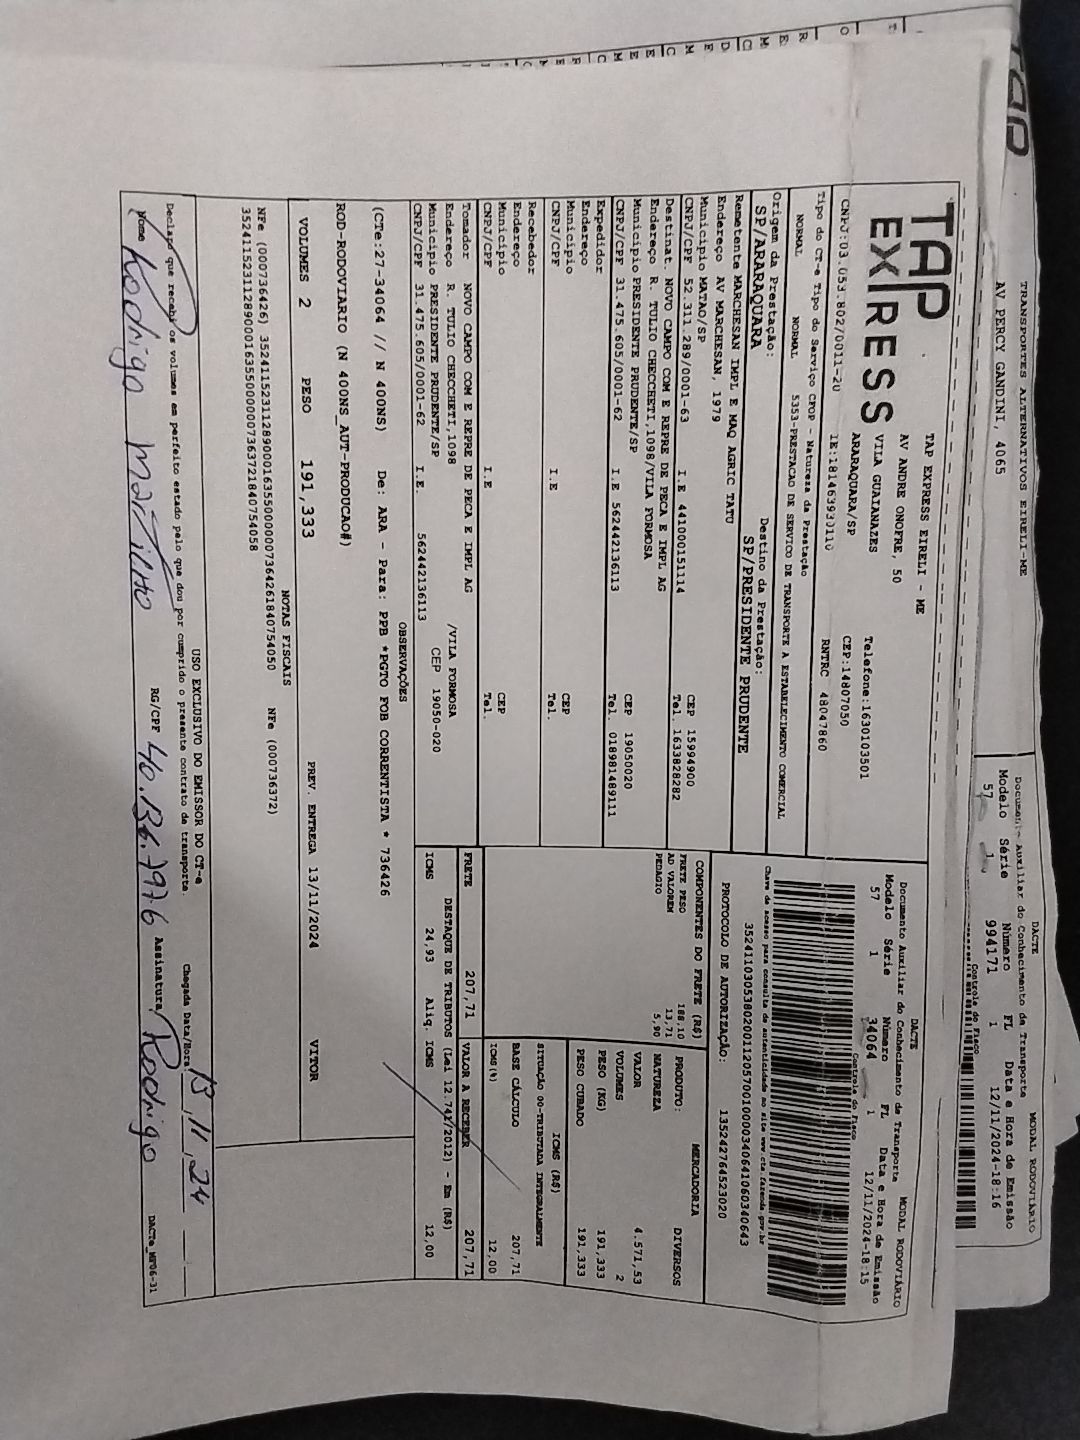 TRANSPORTES ALTERNATIVOS EIRELI-ME
AV PERCY GANDINI, 4065
DACTE
MODAL RODOVIÁRIO
Documento Auxiliar do Conhecimento de Transporte
Modelo Série Número FL Data e Hora de Emissão
57 1 994171 1 12/11/2024-18:16
Controle do Fisco
TAP EXPRESS
TAP EXPRESS EIRELI - ME
AV ANDRE ONOFRE, 50
VILA GUAIANAZES
ARARAQUARA/SP
Telefone:1630103501
CEP:14807050
CNPJ:03.053.802/0011-20 IE:181463930110 RNTRC 48047860
DACTE
MODAL RODOVIÁRIO
Documento Auxiliar do Conhecimento de Transporte
Modelo Série Número FL Data e Hora de Emissão
57 1 34064 1 12/11/2024-18:15
Controle do Fisco
Tipo do CT-e Tipo do Serviço CFOP - Natureza da Prestação
NORMAL NORMAL 5353-PRESTACAO DE SERVICO DE TRANSPORTE A ESTABELECIMENTO COMERCIAL
Chave de acesso para consulta de autenticidade no site www.cte.fazenda.gov.br
35241103053802001120570010000340641060340643
PROTOCOLO DE AUTORIZAÇÃO: 135242764523020
Origem da Prestação: Destino da Prestação:
SP/ARARAQUARA SP/PRESIDENTE PRUDENTE
Remetente MARCHESAN IMPL E MAQ AGRIC TATU
Endereço AV MARCHESAN, 1979
Município MATAO/SP CEP 15994900
CNPJ/CPF 52.311.289/0001-63 I.E 441000151114 Tel. 1633828282
Destinat. NOVO CAMPO COM E REPRE DE PECA E IMPL AG
Endereço R. TULIO CHECCHETI,1098/VILA FORMOSA
Município PRESIDENTE PRUDENTE/SP CEP 19050020
CNPJ/CPF 31.475.605/0001-62 I.E 562442136113 Tel. 018981489111
Expedidor
Endereço
Município CEP
CNPJ/CPF I.E Tel.
Recebedor
Endereço
Município CEP
CNPJ/CPF I.E Tel.
Tomador NOVO CAMPO COM E REPRE DE PECA E IMPL AG
Endereço R. TULIO CHECCHETI,1098 /VILA FORMOSA
Município PRESIDENTE PRUDENTE/SP CEP 19050-020
CNPJ/CPF 31.475.605/0001-62 I.E. 562442136113
COMPONENTES DO FRETE (R$)
FRETE PESO 188,10
AD VALOREM 13,71
PEDAGIO 5,90
PRODUTO: MERCADORIA
NATUREZA DIVERSOS
VALOR 4.571,53
VOLUMES 2
PESO (KG) 191,333
PESO CUBADO 191,333
ICMS (R$)
SITUAÇÃO 00-TRIBUTADA INTEGRALMENTE
BASE CÁLCULO 207,71
ICMS(%) 12,00
FRETE 207,71 VALOR A RECEBER 207,71
DESTAQUE DE TRIBUTOS (Lei 12.741/2012) - Em (R$)
ICMS 24,93 Aliq. ICMS 12,00
OBSERVAÇÕES
(CTe:27-34064 // N 400NS) De: ARA - Para: PPB *PGTO FOB CORRENTISTA * 736426
ROD-RODOVIARIO (N 400NS_AUT-PRODUCAO#)
VOLUMES 2 PESO 191,333 PREV. ENTREGA 13/11/2024 VITOR
NOTAS FISCAIS
NFe (000736426) 35241152311289000163550000007364261840754050 NFe (000736372)
35241152311289000163550000007363721840754058
USO EXCLUSIVO DO EMISSOR DO CT-e
Declaro que recebi os volumes em perfeito estado pelo que dou por cumprido o presente contrato de transporte. Chegada Data/Hora 13,11,24
Nome Rodrigo RG/CPF 40.136.797-6 Assinatura Rodrigo
DACTe_NF06-31